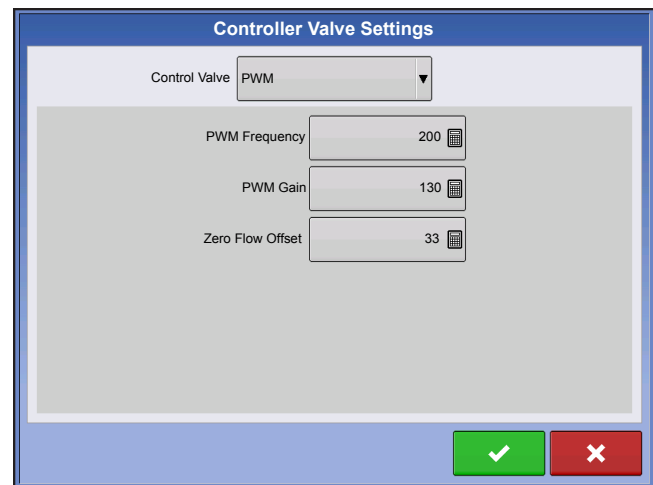 Controller Valve Settings
Control Valve PWM
PWM Frequency 200
PWM Gain 130
Zero Flow Offset 33